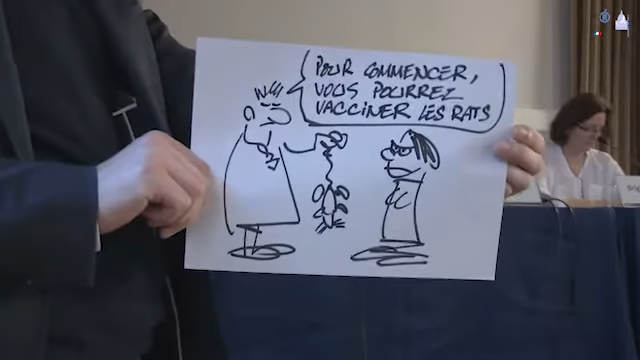 POUR COMMENCER,
VOUS POURREZ
VACCINER LES RATS